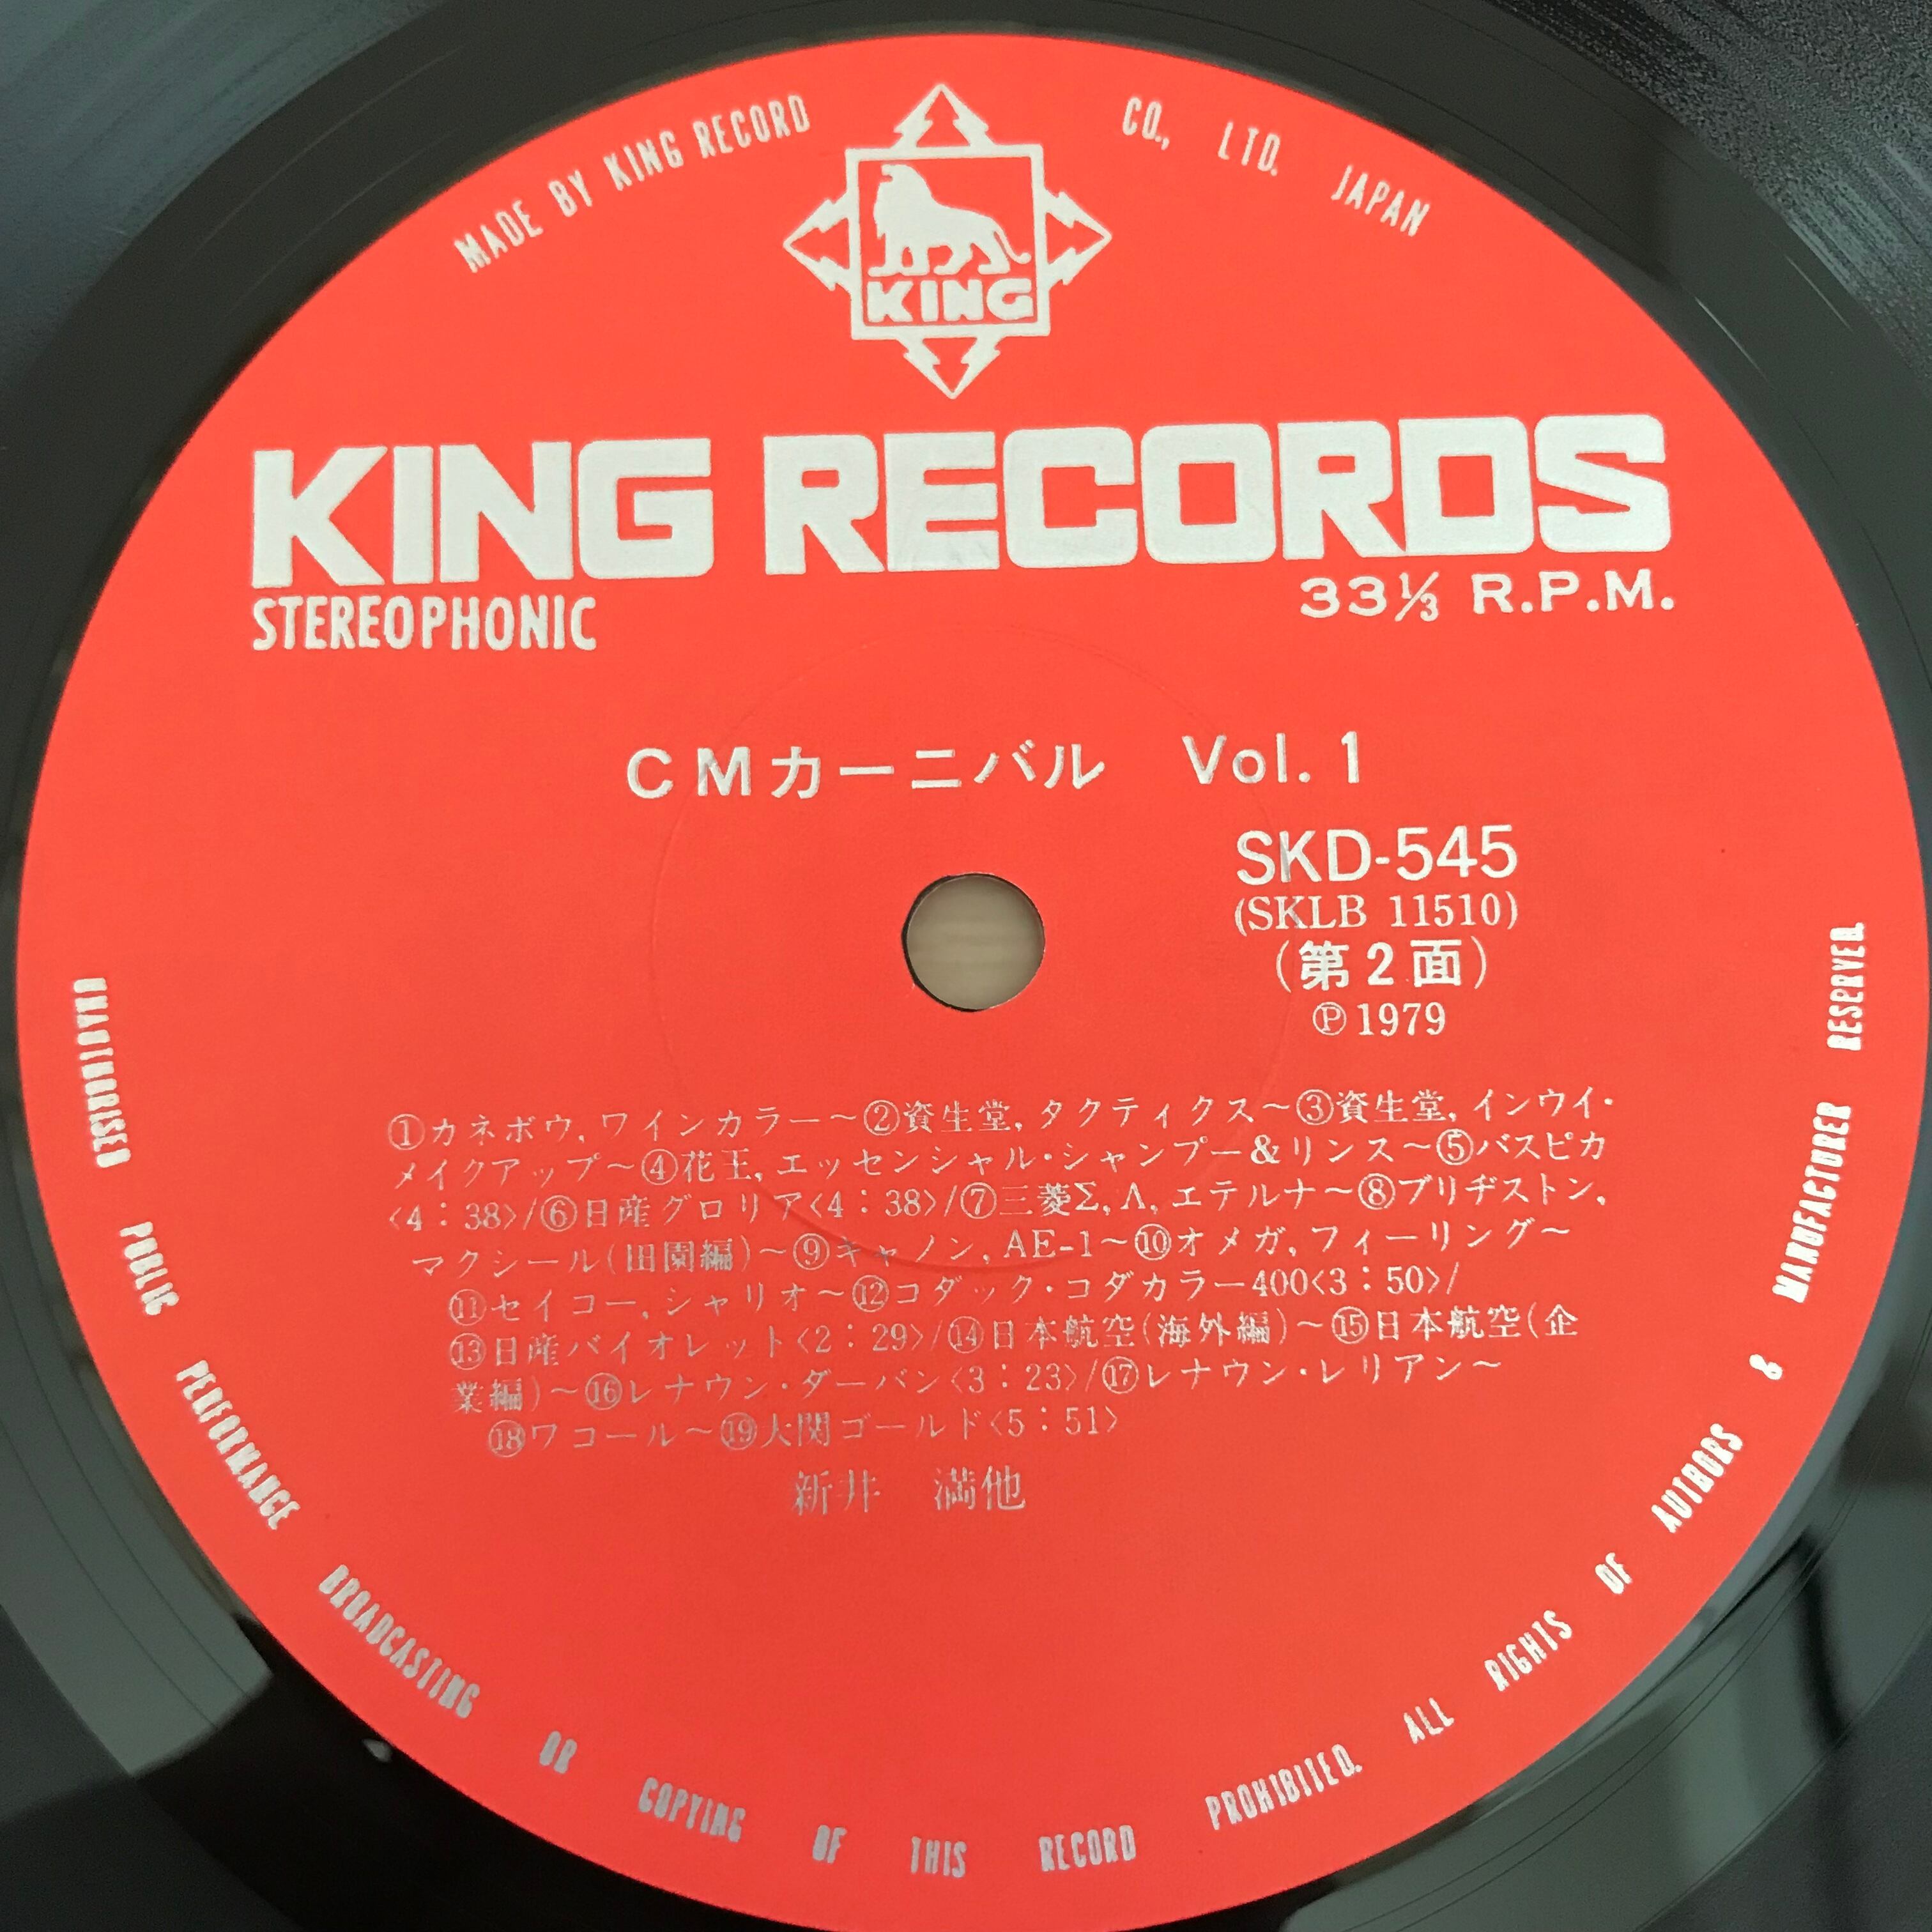 MADE BY KING RECORD CO., LTD. JAPAN
KING
KING RECORDS
STEREOPHONIC
33⅓ R.P.M.
CMカーニバル Vol. 1
SKD-545
(SKLB 11510)
(第2面)
Ⓟ1979
①カネボウ,ワインカラー~②資生堂,タクティクス~③資生堂,インウイ・
メイクアップ~④花王,エッセンシャル・シャンプー&リンス~⑤バスピカ
<4:38>/⑥日産グロリア<4:38>/⑦三菱Σ,Λ,エテルナ~⑧ブリヂストン,
マクシール(田園編)~⑨キャノン,AE-1~⑩オメガ,フィーリング~
⑪セイコー,シャリオ~⑫コダック・コダカラー400<3:50>/
⑬日産バイオレット<2:29>/⑭日本航空(海外編)~⑮日本航空(企
業編)~⑯レナウン・ダーバン<3:23>/⑰レナウン・レリアン~
⑱ワコール~⑲大関ゴールド<5:51>
新井 満他
UNAUTHORISED PUBLIC PERFORMANCE BROADCASTING OR COPYING OF THIS RECORD PROHIBITED. ALL RIGHTS OF AUTHORS & MANUFACTURER RESERVED.